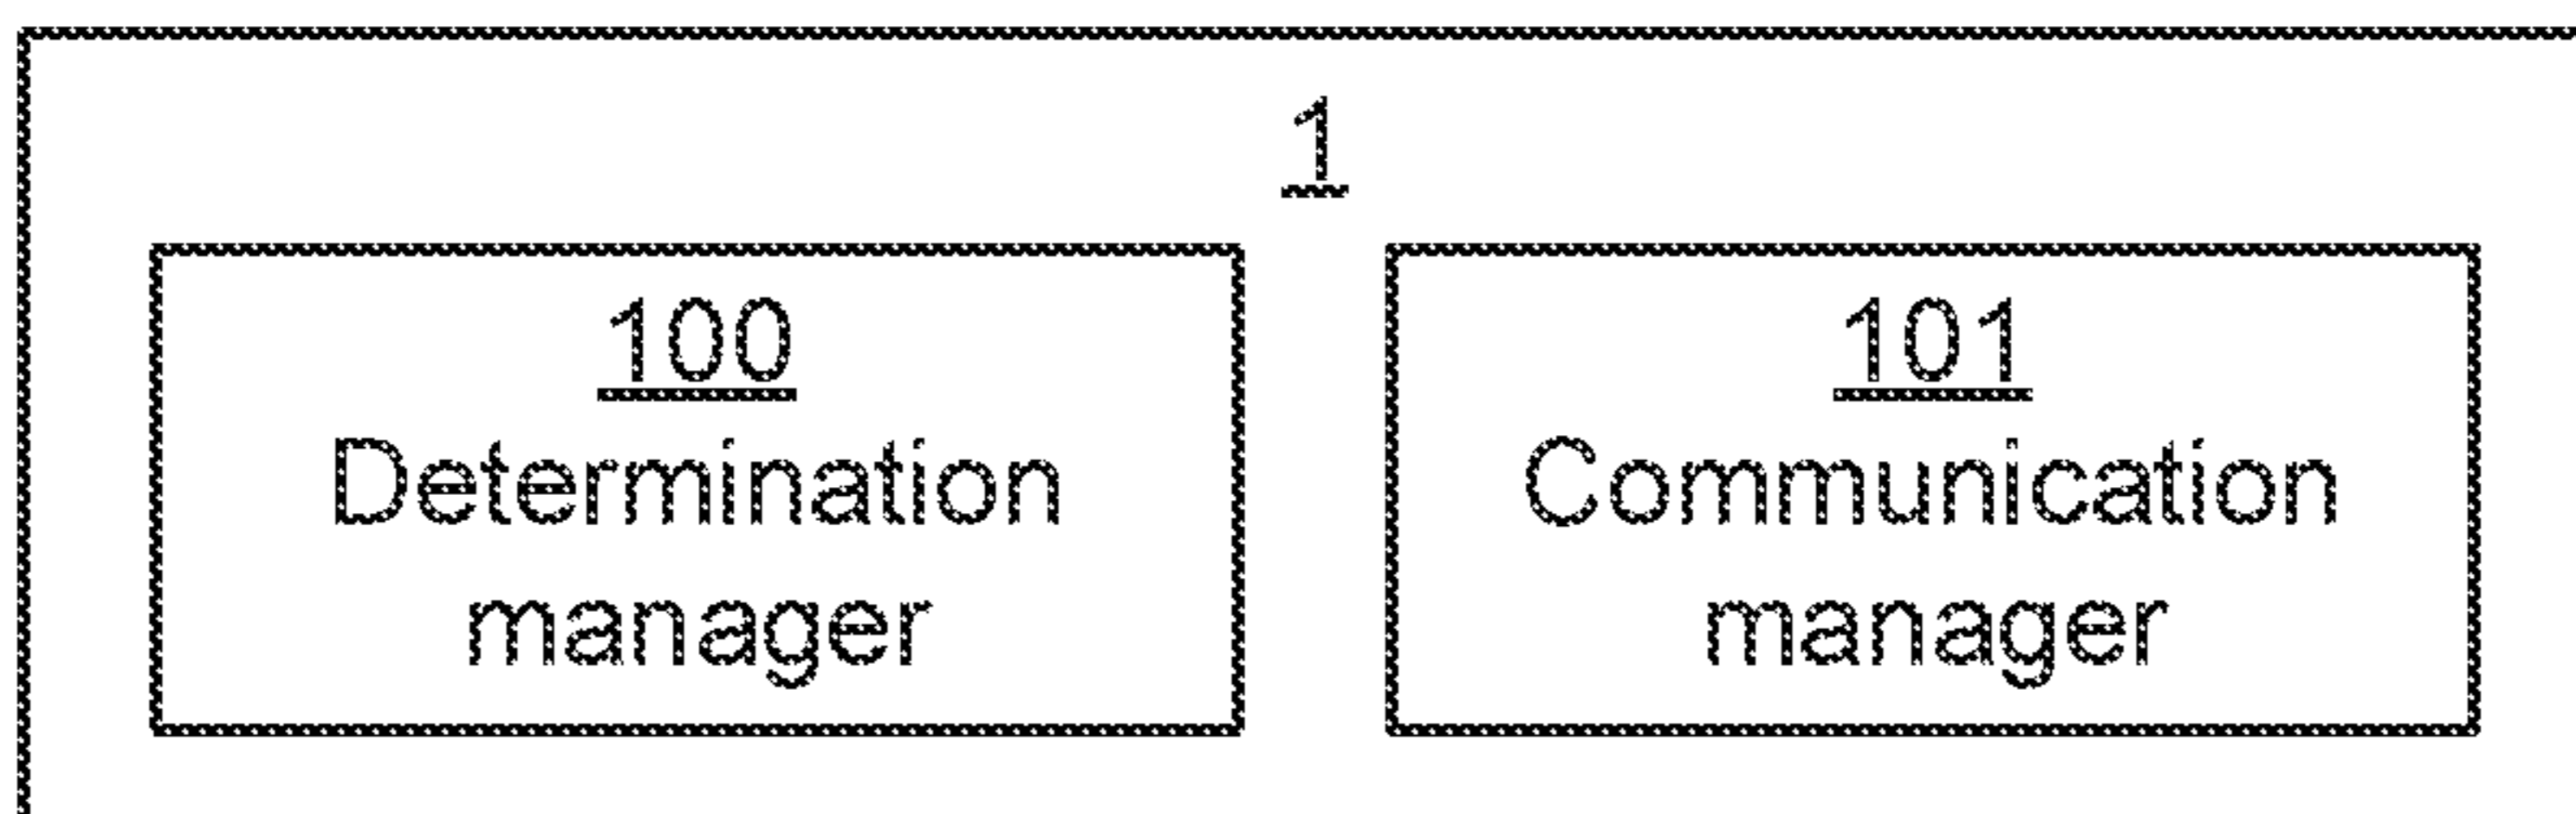 1
100
Determination
manager
101
Communication
manager